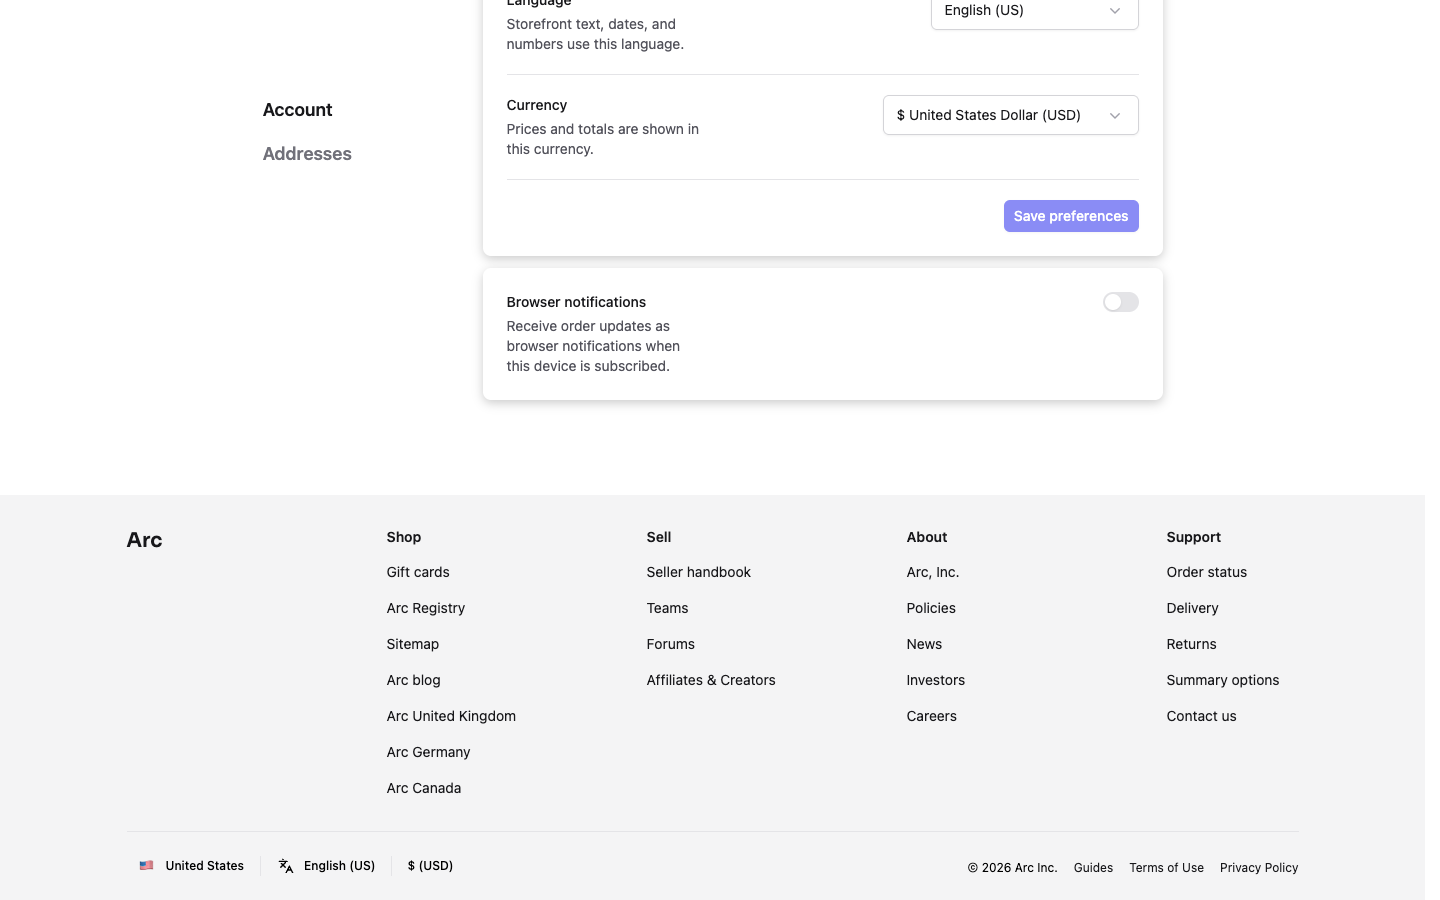 Language
English (US)
Storefront text, dates, and
numbers use this language.
Account
Addresses
Currency
$ United States Dollar (USD)
Prices and totals are shown in
this currency.
Save preferences
Browser notifications
Receive order updates as
browser notifications when
this device is subscribed.
Arc
Shop
Gift cards
Arc Registry
Sitemap
Arc blog
Arc United Kingdom
Arc Germany
Arc Canada
Sell
Seller handbook
Teams
Forums
Affiliates & Creators
About
Arc, Inc.
Policies
News
Investors
Careers
Support
Order status
Delivery
Returns
Summary options
Contact us
United States
English (US)
$ (USD)
© 2026 Arc Inc.
Guides
Terms of Use
Privacy Policy